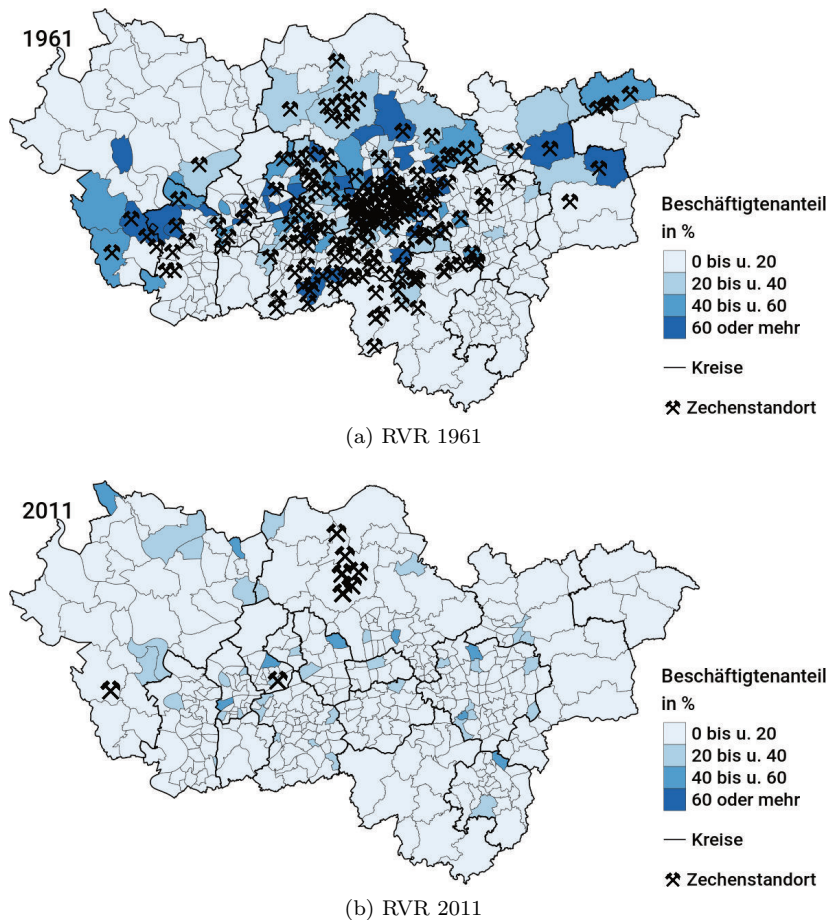 1961
Beschäftigtenanteil
in %
0 bis u. 20
20 bis u. 40
40 bis u. 60
60 oder mehr
Kreise
Zechenstandort
(a) RVR 1961
2011
Beschäftigtenanteil
in %
0 bis u. 20
20 bis u. 40
40 bis u. 60
60 oder mehr
Kreise
Zechenstandort
(b) RVR 2011